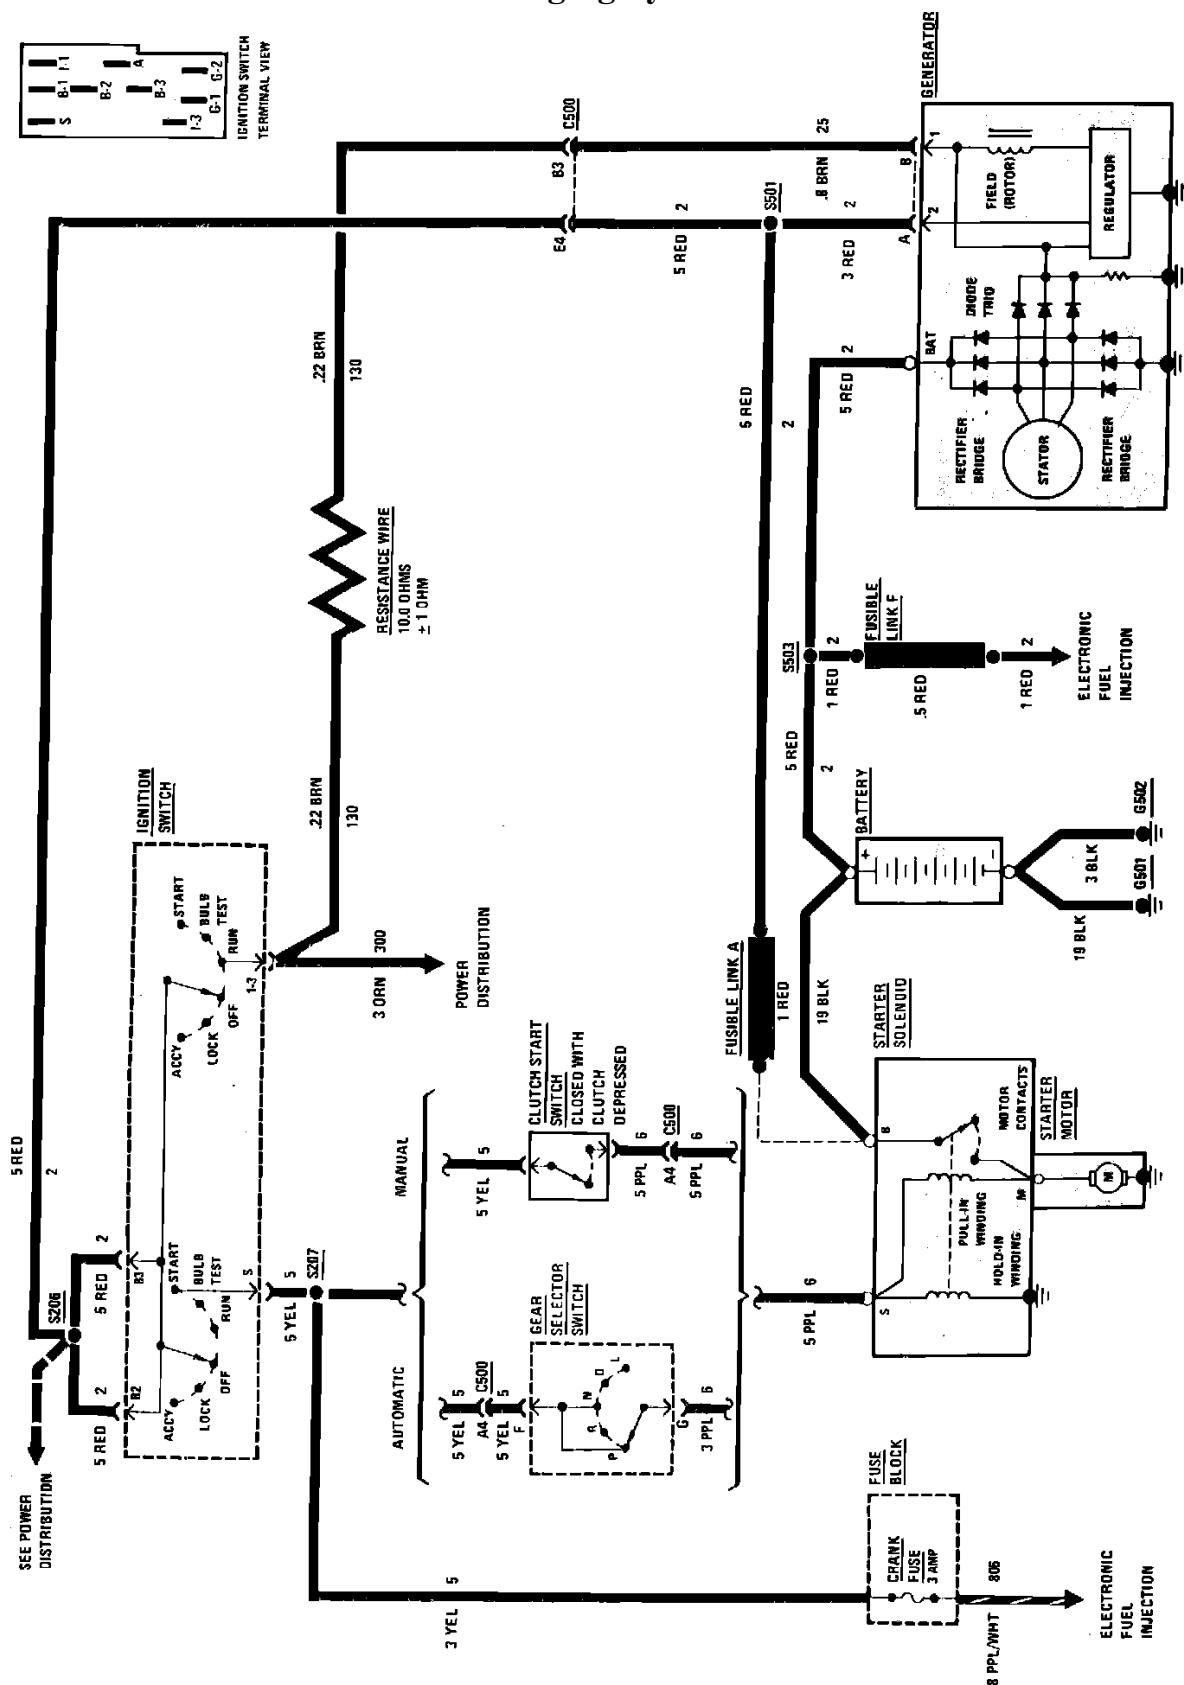 IGNITION SWITCH
TERMINAL VIEW
I-1
A
G-2
B-1
B-2
B-3
G-1
S
1-3
GENERATOR
C500
B3
E4
25
.8 BRN
B
1
5 RED
2
S501
2
3 RED
A
2
FIELD
(ROTOR)
REGULATOR
DIODE
TRIO
BAT
RECTIFIER
BRIDGE
STATOR
RECTIFIER
BRIDGE
2
5 RED
5 RED
2
.22 BRN
130
RESISTANCE WIRE
10.0 OHMS
± 1 OHM
.22 BRN
130
S503
1 RED
2
FUSIBLE
LINK F
.5 RED
1 RED
2
ELECTRONIC
FUEL
INJECTION
5 RED
2
BATTERY
+
-
3 BLK
G502
G501
19 BLK
FUSIBLE LINK A
1 RED
19 BLK
STARTER
SOLENOID
B
MOTOR
CONTACTS
STARTER
MOTOR
M
M
PULL-IN
WINDING
HOLD-IN
WINDING
S
IGNITION
SWITCH
START
BULB
TEST
RUN
OFF
LOCK
ACCY
1-3
300
3 ORN
POWER
DISTRIBUTION
5 RED
2
S206
5 RED
2
B3
START
BULB
TEST
RUN
OFF
LOCK
ACCY
B2
2
5 RED
S
5
5 YEL
S207
SEE POWER
DISTRIBUTION
MANUAL
5 YEL
5
CLUTCH START
SWITCH
CLOSED WITH
CLUTCH
DEPRESSED
5 PPL
6
A4
C500
5 PPL
6
AUTOMATIC
5 YEL
5
A4
C500
5 YEL
5
F
GEAR
SELECTOR
SWITCH
P
R
N
D
L
G
3 PPL
6
5 PPL
6
3 YEL
5
FUSE
BLOCK
CRANK
FUSE
3 AMP
8 PPL/WHT
806
ELECTRONIC
FUEL
INJECTION